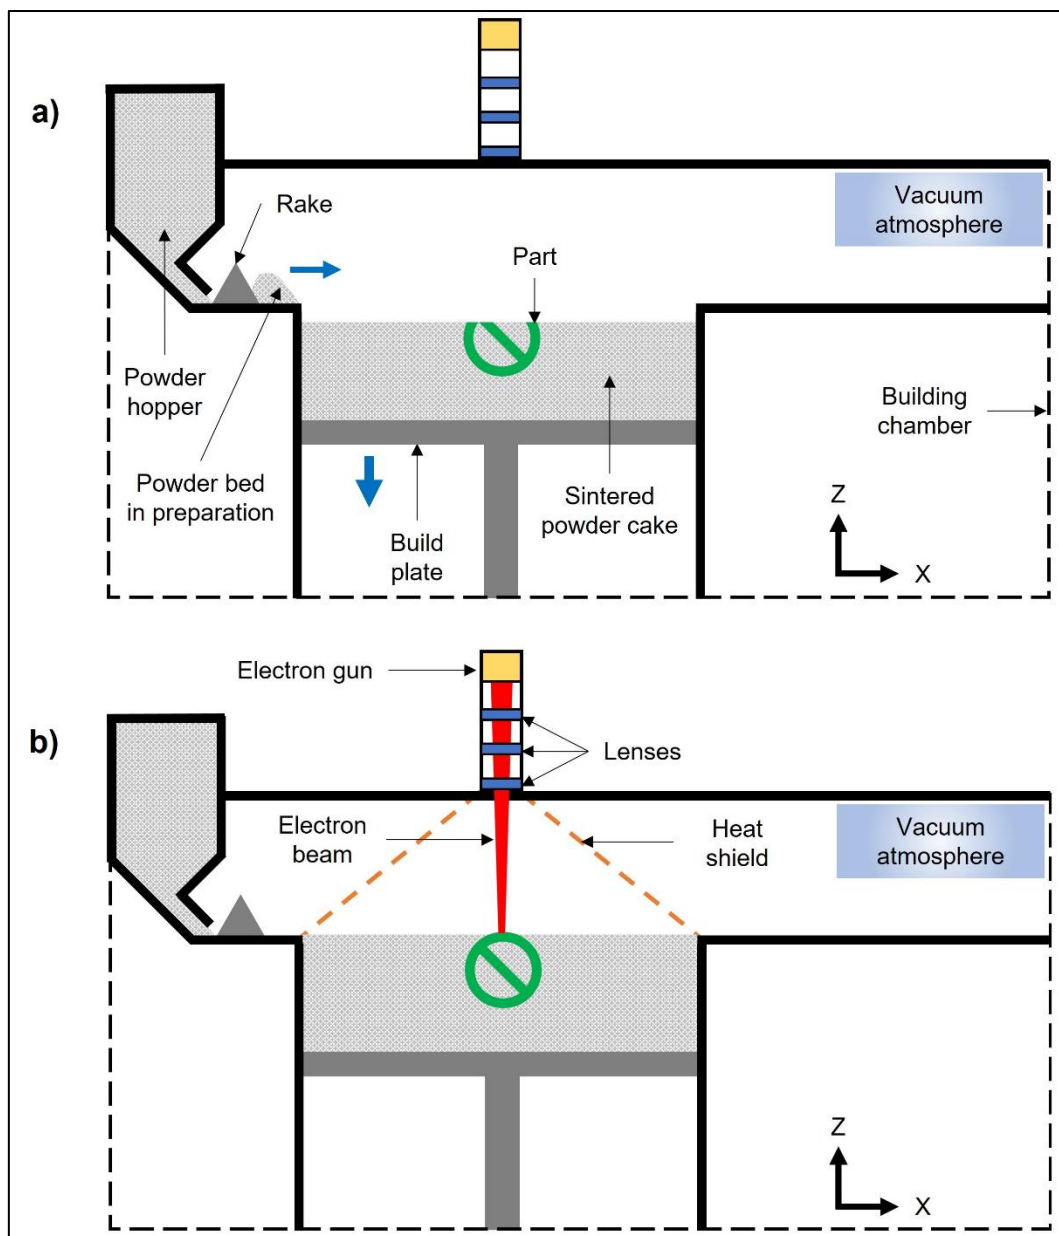 a)
Rake
Vacuum
atmosphere
Part
Powder
hopper
Building
chamber
Powder bed
in preparation
Sintered
powder cake
Build
plate
Z
X
Electron gun
b)
Lenses
Electron
beam
Heat
shield
Vacuum
atmosphere
Z
X